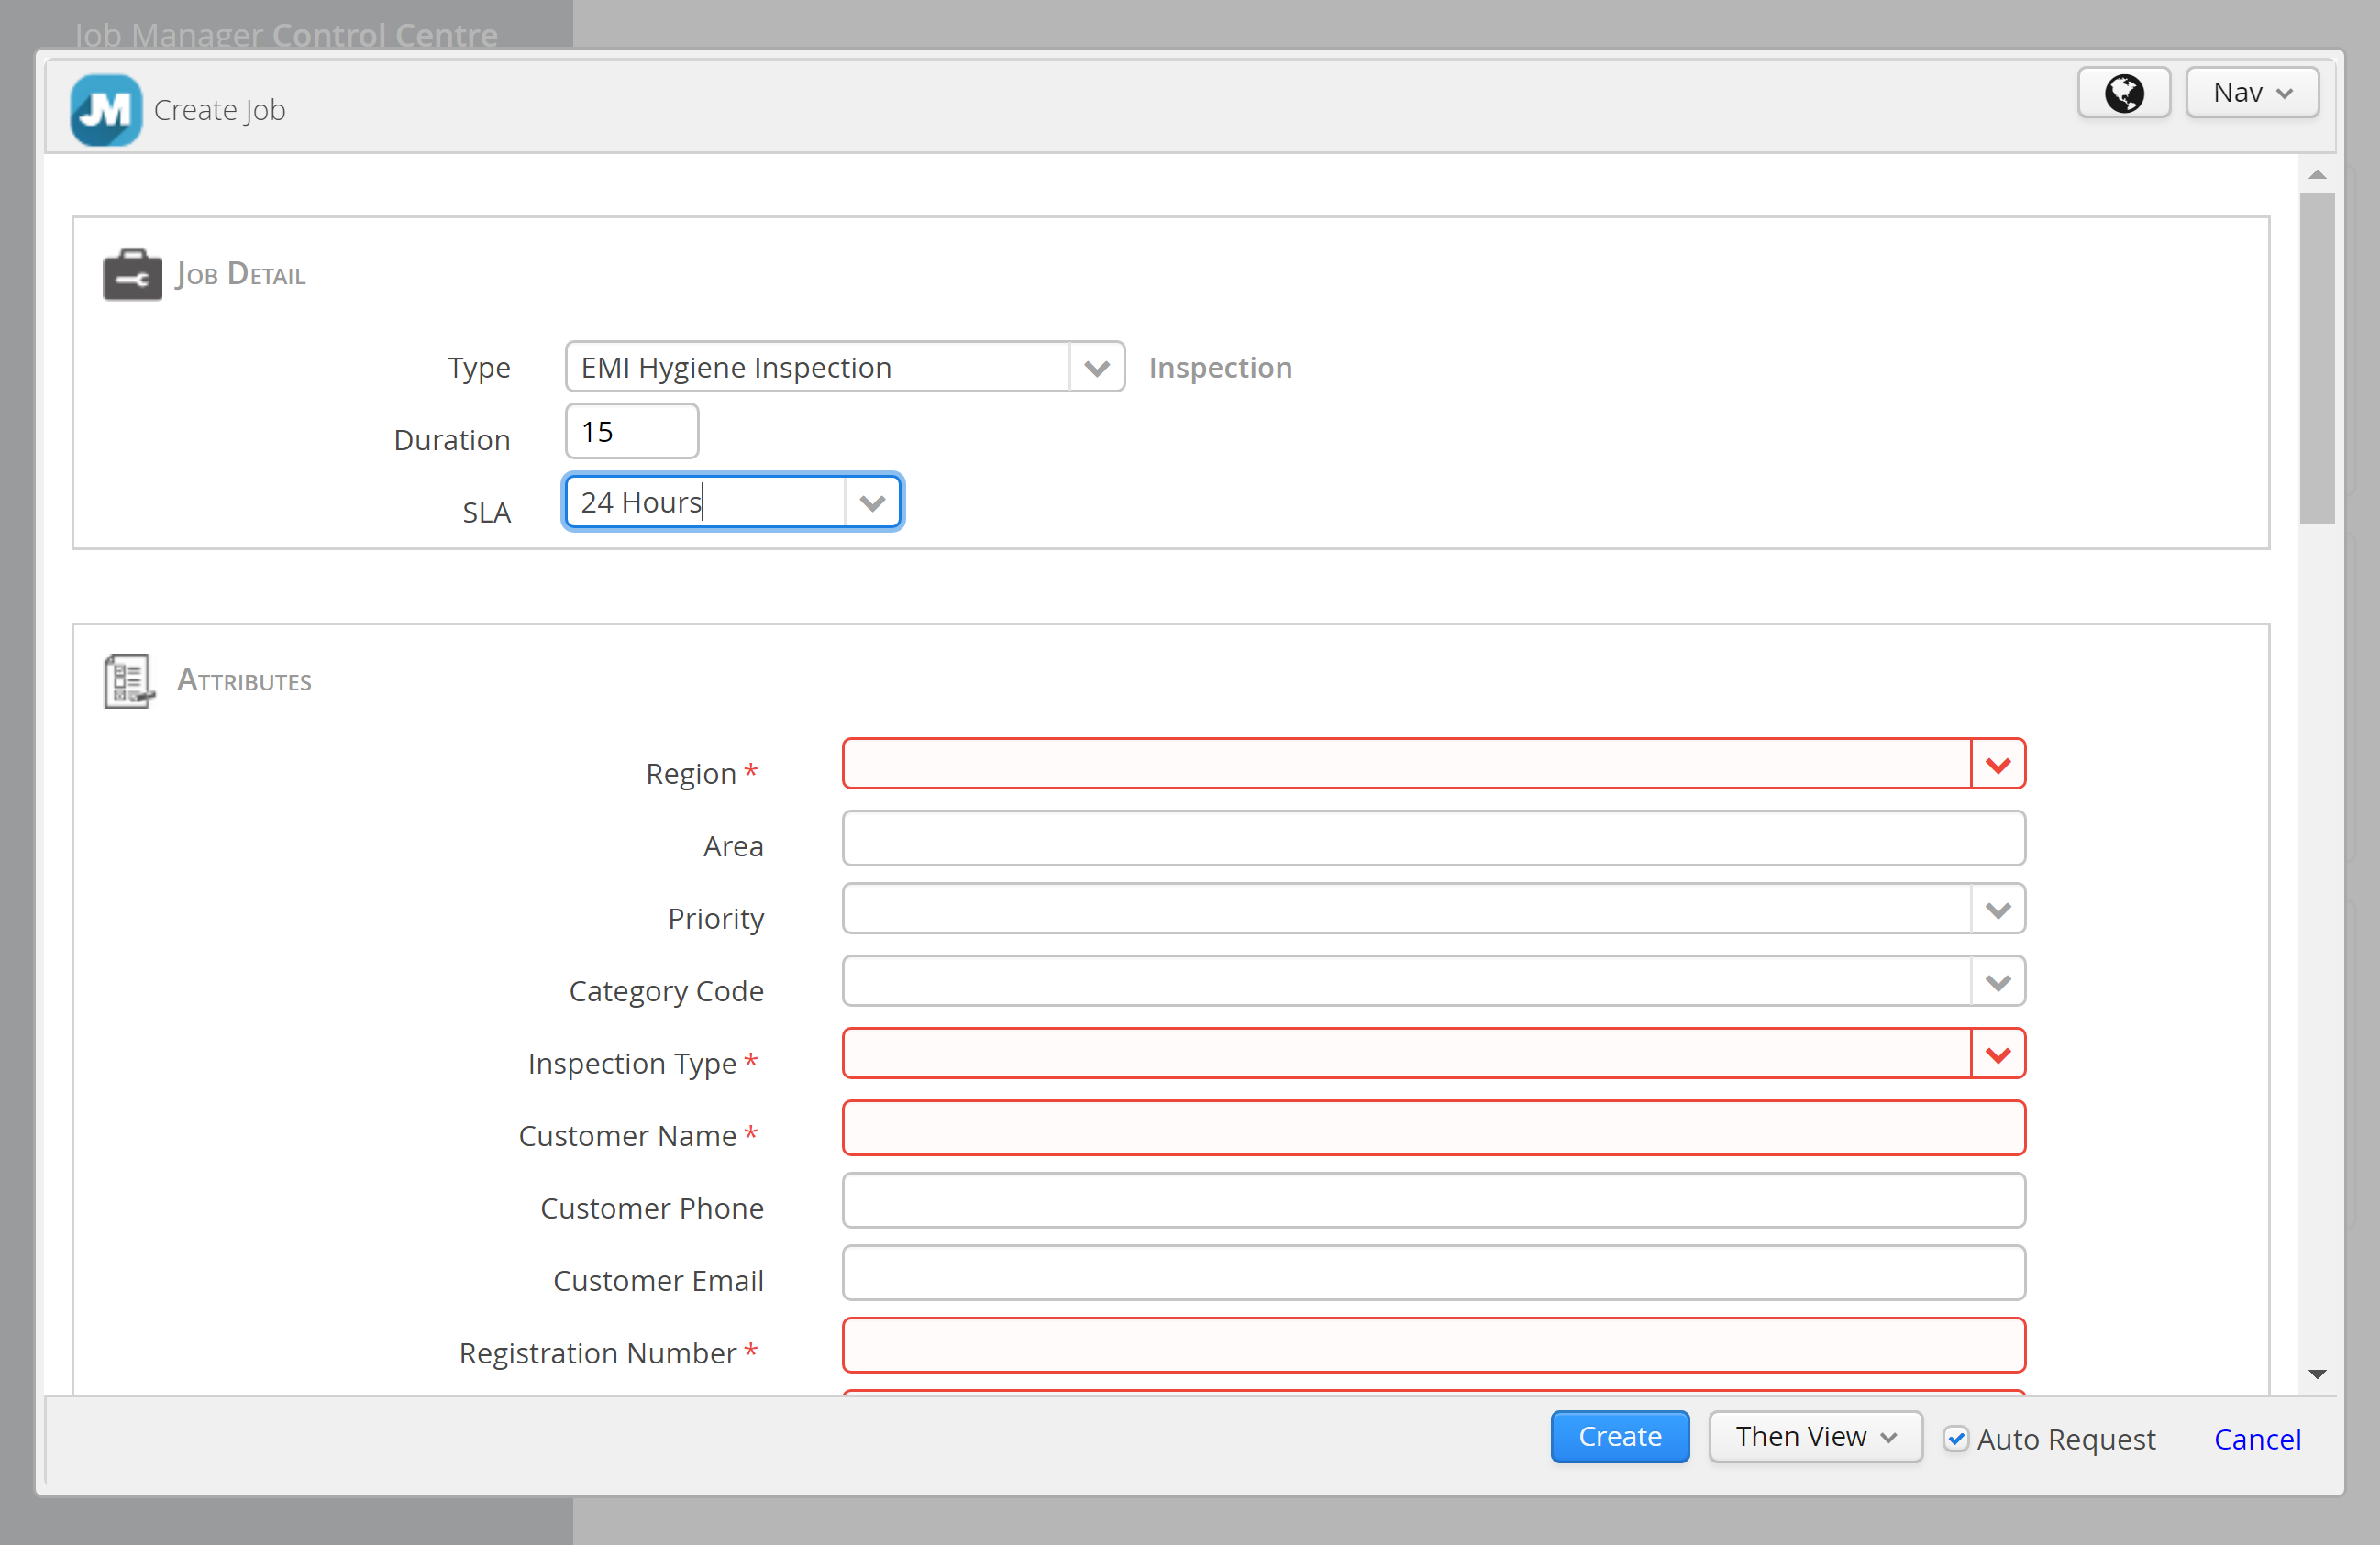 Job Manager Control Centre
JM Create Job
Nav
Job Detail
Type EMI Hygiene Inspection Inspection
Duration 15
SLA 24 Hours
Attributes
Region *
Area
Priority
Category Code
Inspection Type *
Customer Name *
Customer Phone
Customer Email
Registration Number *
Create Then View Auto Request Cancel